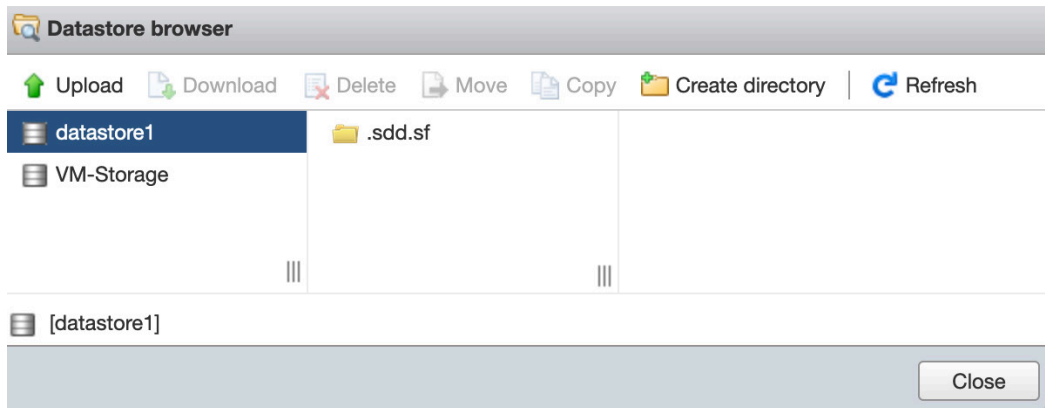 Datastore browser
Upload Download Delete Move Copy Create directory Refresh
datastore1 .sdd.sf
VM-Storage
[datastore1]
Close